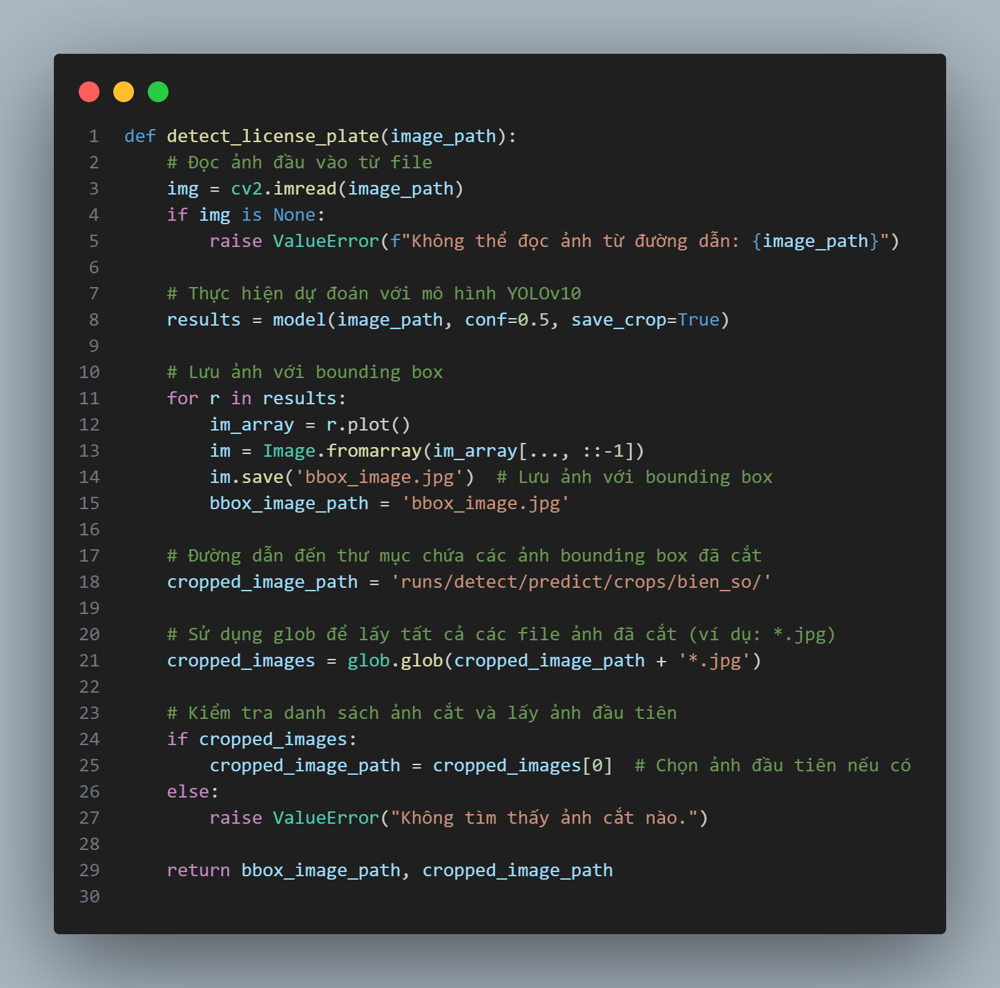 1 def detect_license_plate(image_path):
2     # Đọc ảnh đầu vào từ file
3     img = cv2.imread(image_path)
4     if img is None:
5         raise ValueError(f"Không thể đọc ảnh từ đường dẫn: {image_path}")
6
7     # Thực hiện dự đoán với mô hình YOLOv10
8     results = model(image_path, conf=0.5, save_crop=True)
9
10     # Lưu ảnh với bounding box
11     for r in results:
12         im_array = r.plot()
13         im = Image.fromarray(im_array[..., ::-1])
14         im.save('bbox_image.jpg')  # Lưu ảnh với bounding box
15         bbox_image_path = 'bbox_image.jpg'
16
17     # Đường dẫn đến thư mục chứa các ảnh bounding box đã cắt
18     cropped_image_path = 'runs/detect/predict/crops/bien_so/'
19
20     # Sử dụng glob để lấy tất cả các file ảnh đã cắt (ví dụ: *.jpg)
21     cropped_images = glob.glob(cropped_image_path + '*.jpg')
22
23     # Kiểm tra danh sách ảnh cắt và lấy ảnh đầu tiên
24     if cropped_images:
25         cropped_image_path = cropped_images[0]  # Chọn ảnh đầu tiên nếu có
26     else:
27         raise ValueError("Không tìm thấy ảnh cắt nào.")
28
29     return bbox_image_path, cropped_image_path
30